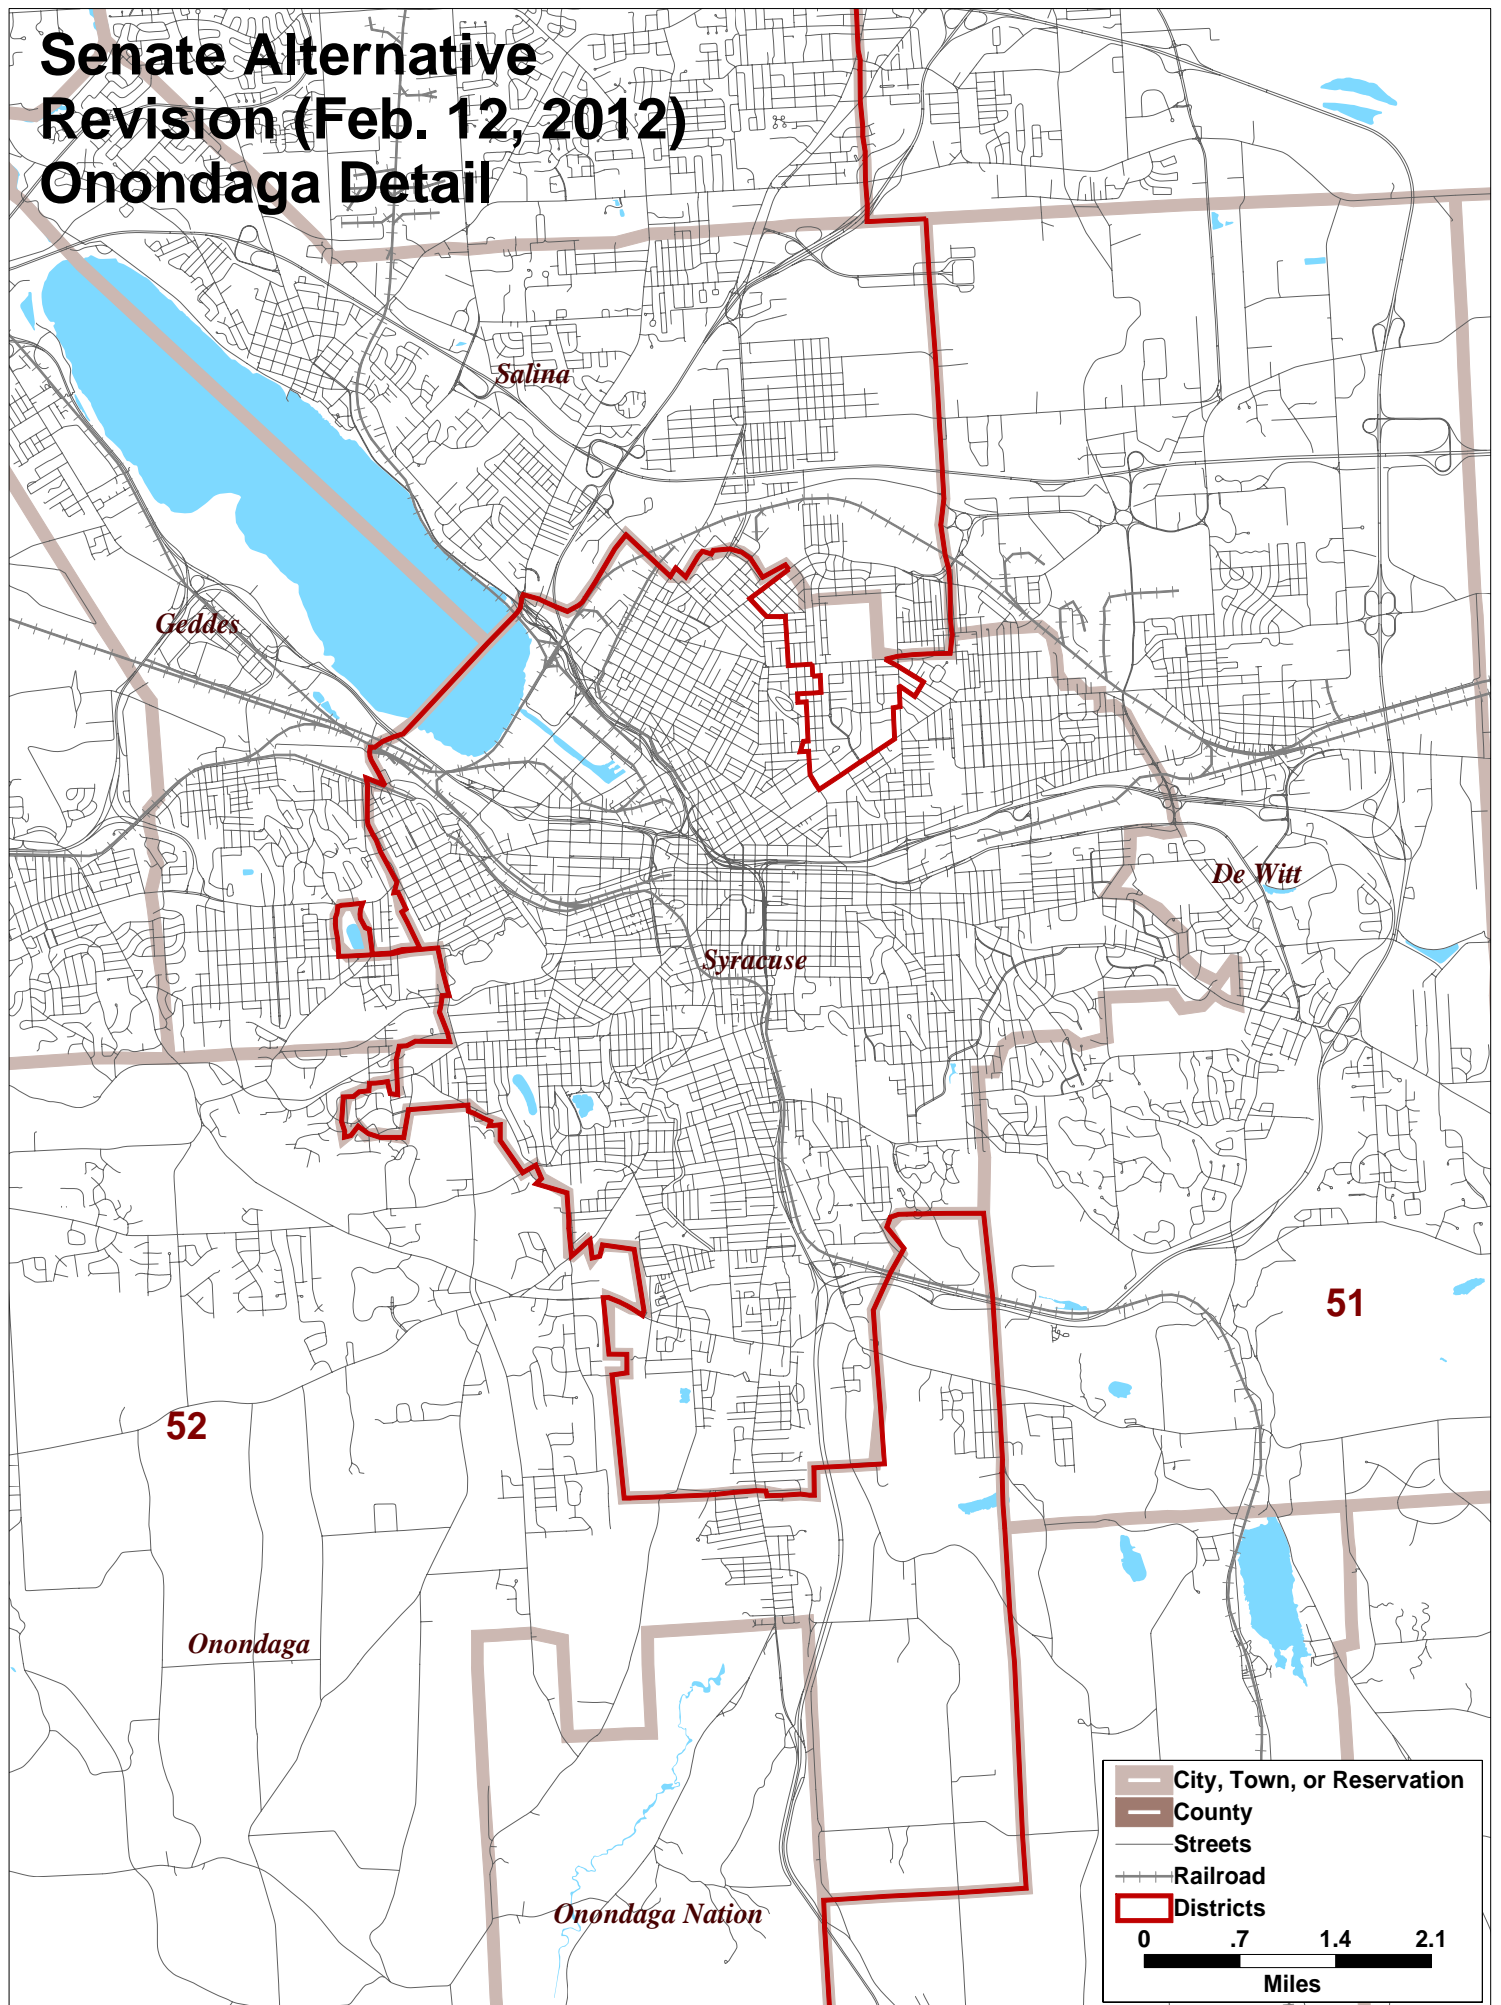 Senate Alternative
Revision (Feb. 12, 2012)
Onondaga Detail
Salina
Geddes
De Witt
Syracuse
51
52
Onondaga
Onondaga Nation
City, Town, or Reservation
County
Streets
Railroad
Districts
0 .7 1.4 2.1
Miles